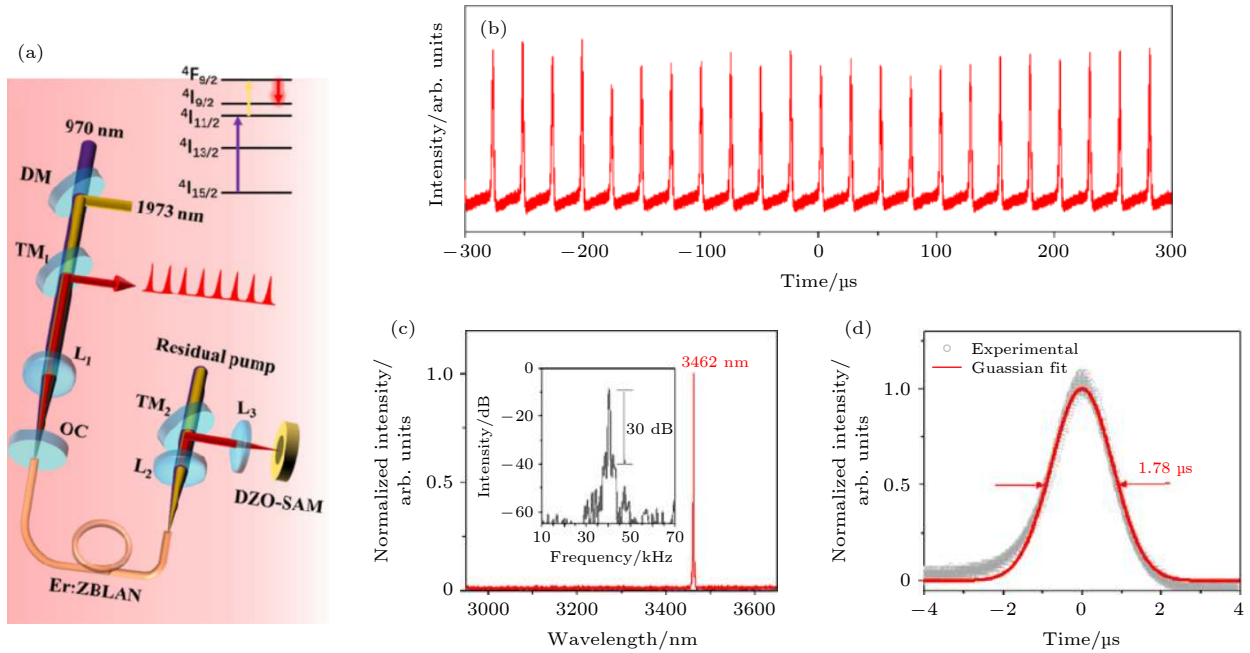 (a)
⁴F₉/₂
⁴I₉/₂
⁴I₁₁/₂
⁴I₁₃/₂
⁴I₁₅/₂
970 nm
DM
1973 nm
TM₁
L₁
Residual pump
TM₂
L₃
OC
L₂
DZO-SAM
Er:ZBLAN
(b)
Intensity/arb. units
−300
−200
−100
0
100
200
300
Time/µs
(c)
Normalized intensity/
arb. units
1.0
0.5
0
3462 nm
Intensity/dB
0
−20
−40
−60
30 dB
10
30
50
70
Frequency/kHz
3000
3200
3400
3600
Wavelength/nm
(d)
Normalized intensity/
arb. units
1.0
0.5
0
Experimental
Guassian fit
1.78 µs
−4
−2
0
2
4
Time/µs